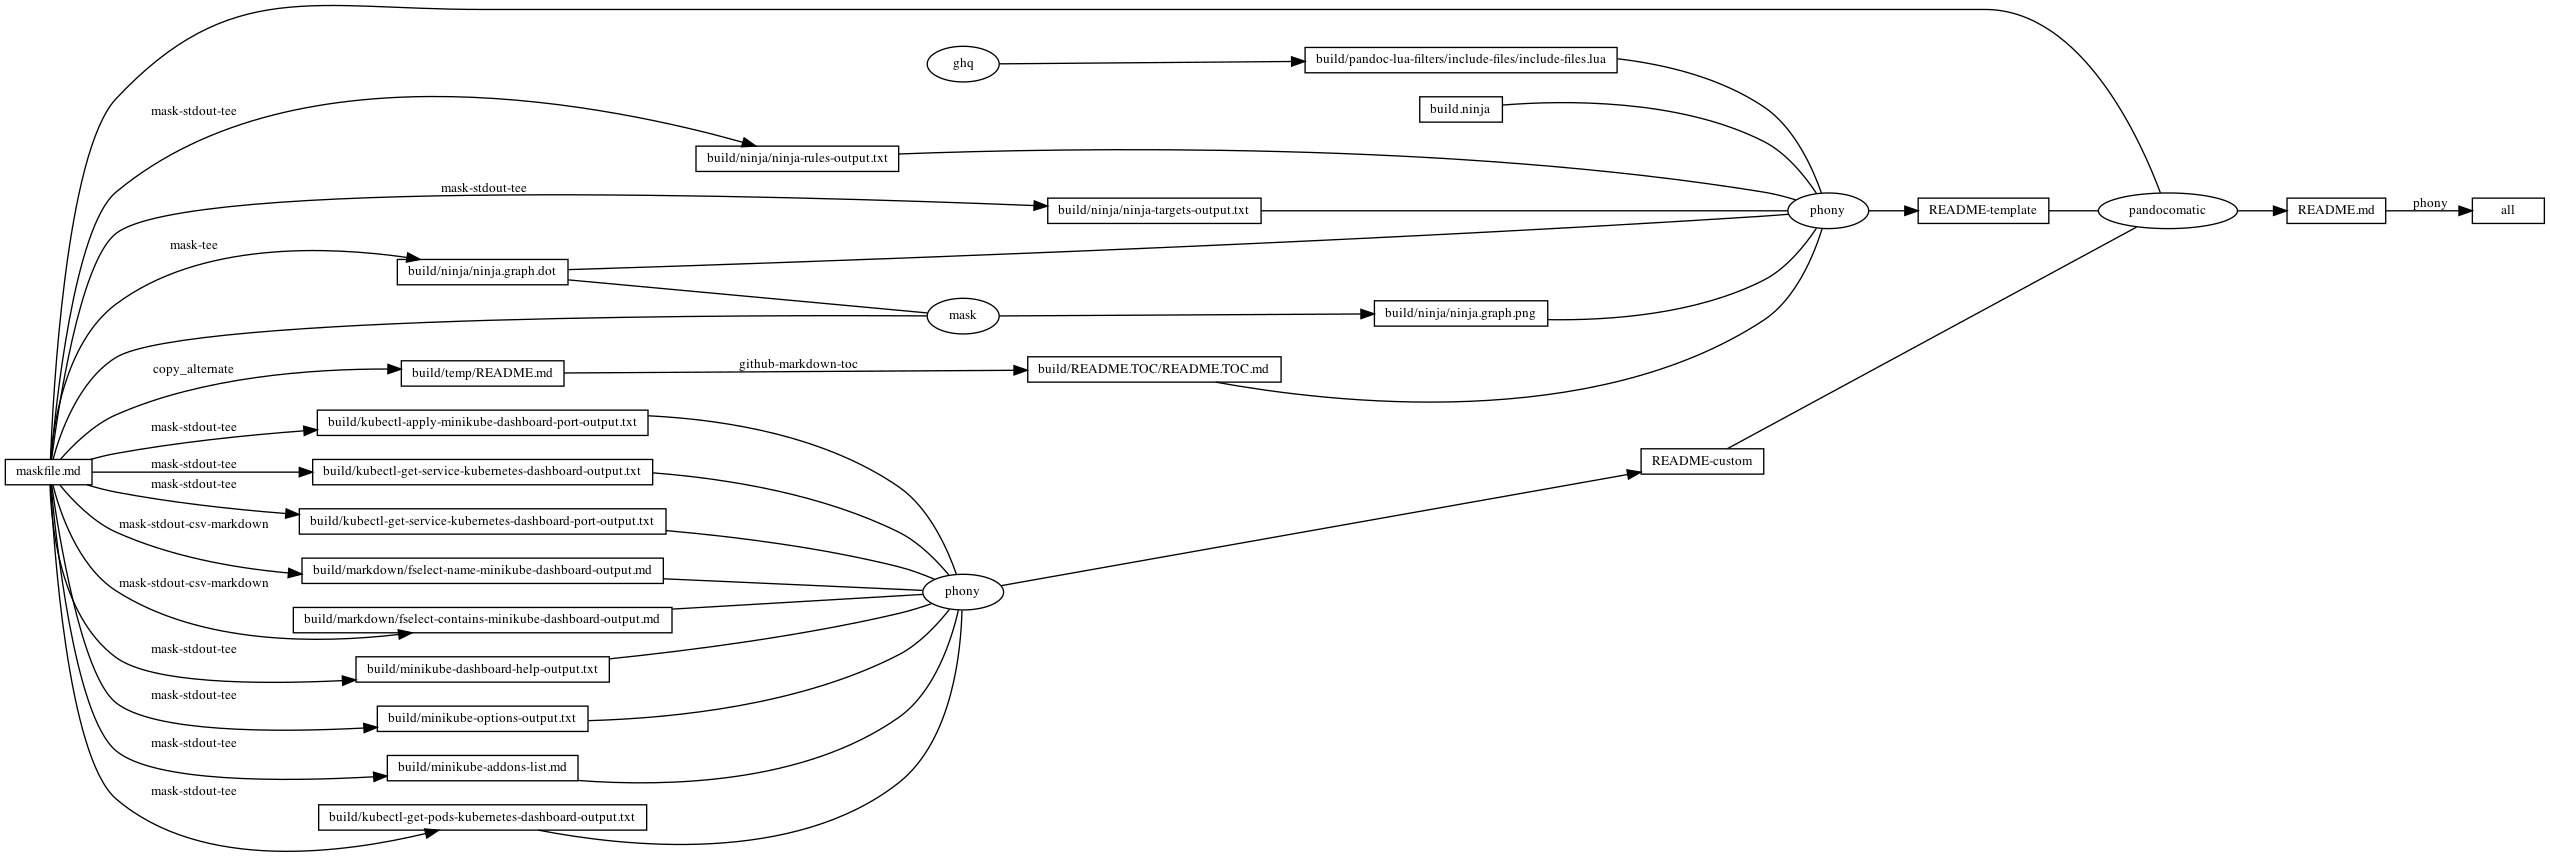 ghq
build/pandoc-lua-filters/include-files/include-files.lua
mask-stdout-tee
build.ninja
build/ninja/ninja-rules-output.txt
mask-stdout-tee
build/ninja/ninja-targets-output.txt
phony
README-template
pandocomatic
README.md
phony
all
mask-tee
build/ninja/ninja.graph.dot
mask
build/ninja/ninja.graph.png
copy_alternate
build/temp/README.md
github-markdown-toc
build/README.TOC/README.TOC.md
mask-stdout-tee
build/kubectl-apply-minikube-dashboard-port-output.txt
README-custom
maskfile.md
mask-stdout-tee
build/kubectl-get-service-kubernetes-dashboard-output.txt
mask-stdout-tee
build/kubectl-get-service-kubernetes-dashboard-port-output.txt
mask-stdout-csv-markdown
build/markdown/fselect-name-minikube-dashboard-output.md
mask-stdout-csv-markdown
phony
build/markdown/fselect-contains-minikube-dashboard-output.md
mask-stdout-tee
build/minikube-dashboard-help-output.txt
mask-stdout-tee
build/minikube-options-output.txt
mask-stdout-tee
build/minikube-addons-list.md
mask-stdout-tee
build/kubectl-get-pods-kubernetes-dashboard-output.txt